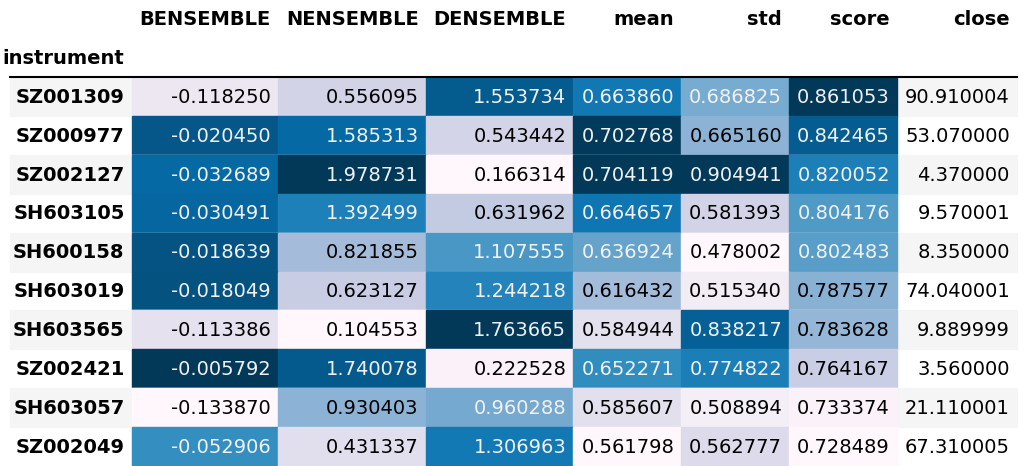 BENSEMBLE NENSEMBLE DENSEMBLE mean std score close
instrument
SZ001309 -0.118250 0.556095 1.553734 0.663860 0.686825 0.861053 90.910004
SZ000977 -0.020450 1.585313 0.543442 0.702768 0.665160 0.842465 53.070000
SZ002127 -0.032689 1.978731 0.166314 0.704119 0.904941 0.820052 4.370000
SH603105 -0.030491 1.392499 0.631962 0.664657 0.581393 0.804176 9.570001
SH600158 -0.018639 0.821855 1.107555 0.636924 0.478002 0.802483 8.350000
SH603019 -0.018049 0.623127 1.244218 0.616432 0.515340 0.787577 74.040001
SH603565 -0.113386 0.104553 1.763665 0.584944 0.838217 0.783628 9.889999
SZ002421 -0.005792 1.740078 0.222528 0.652271 0.774822 0.764167 3.560000
SH603057 -0.133870 0.930403 0.960288 0.585607 0.508894 0.733374 21.110001
SZ002049 -0.052906 0.431337 1.306963 0.561798 0.562777 0.728489 67.310005